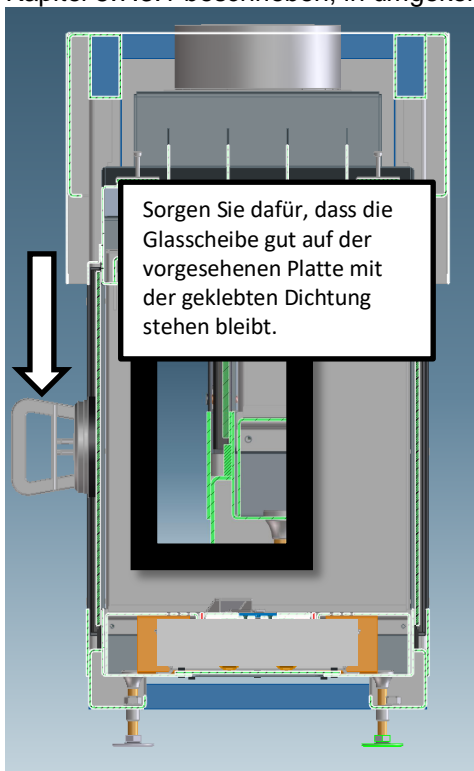 Sorgen Sie dafür, dass die
Glasscheibe gut auf der
vorgesehenen Platte mit
der geklebten Dichtung
stehen bleibt.